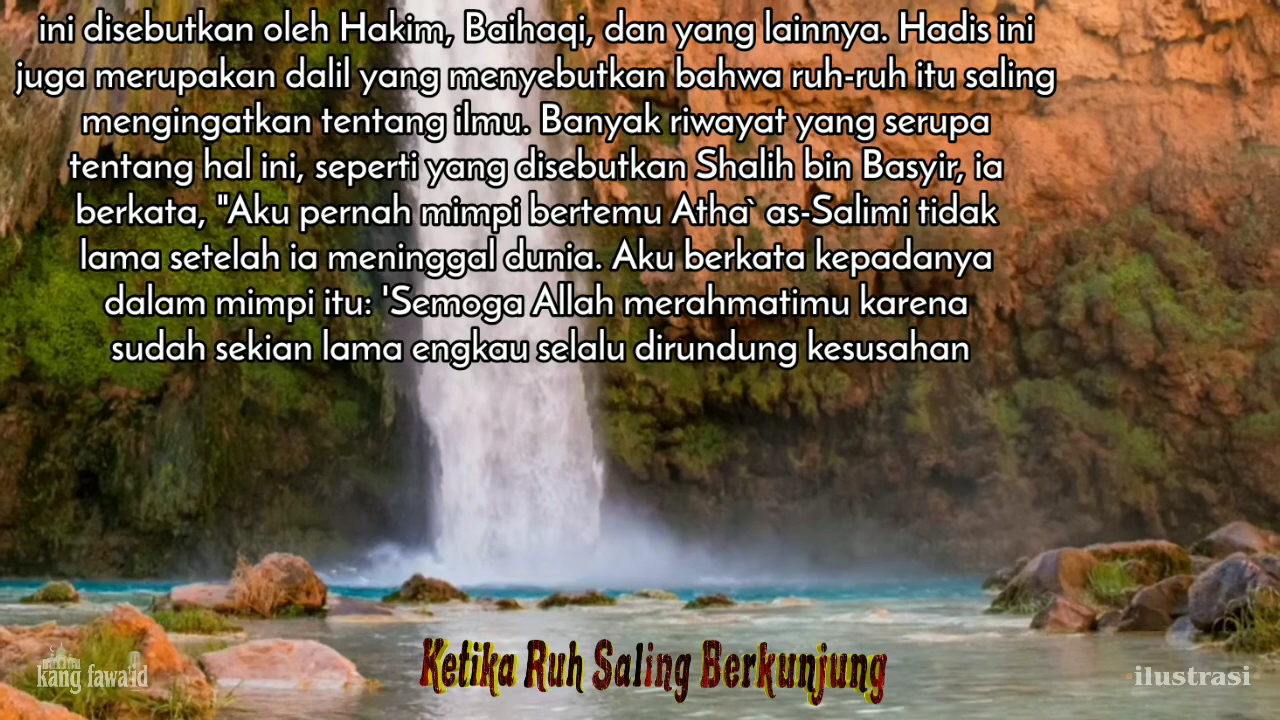 ini disebutkan oleh Hakim, Baihaqi, dan yang lainnya. Hadis ini
juga merupakan dalil yang menyebutkan bahwa ruh-ruh itu saling
mengingatkan tentang ilmu. Banyak riwayat yang serupa
tentang hal ini, seperti yang disebutkan Shalih bin Basyir, ia
berkata, "Aku pernah mimpi bertemu Atha` as-Salimi tidak
lama setelah ia meninggal dunia. Aku berkata kepadanya
dalam mimpi itu: 'Semoga Allah merahmatimu karena
sudah sekian lama engkau selalu dirundung kesusahan
kang fawa'id
Ketika Ruh Saling Berkunjung
ilustrasi